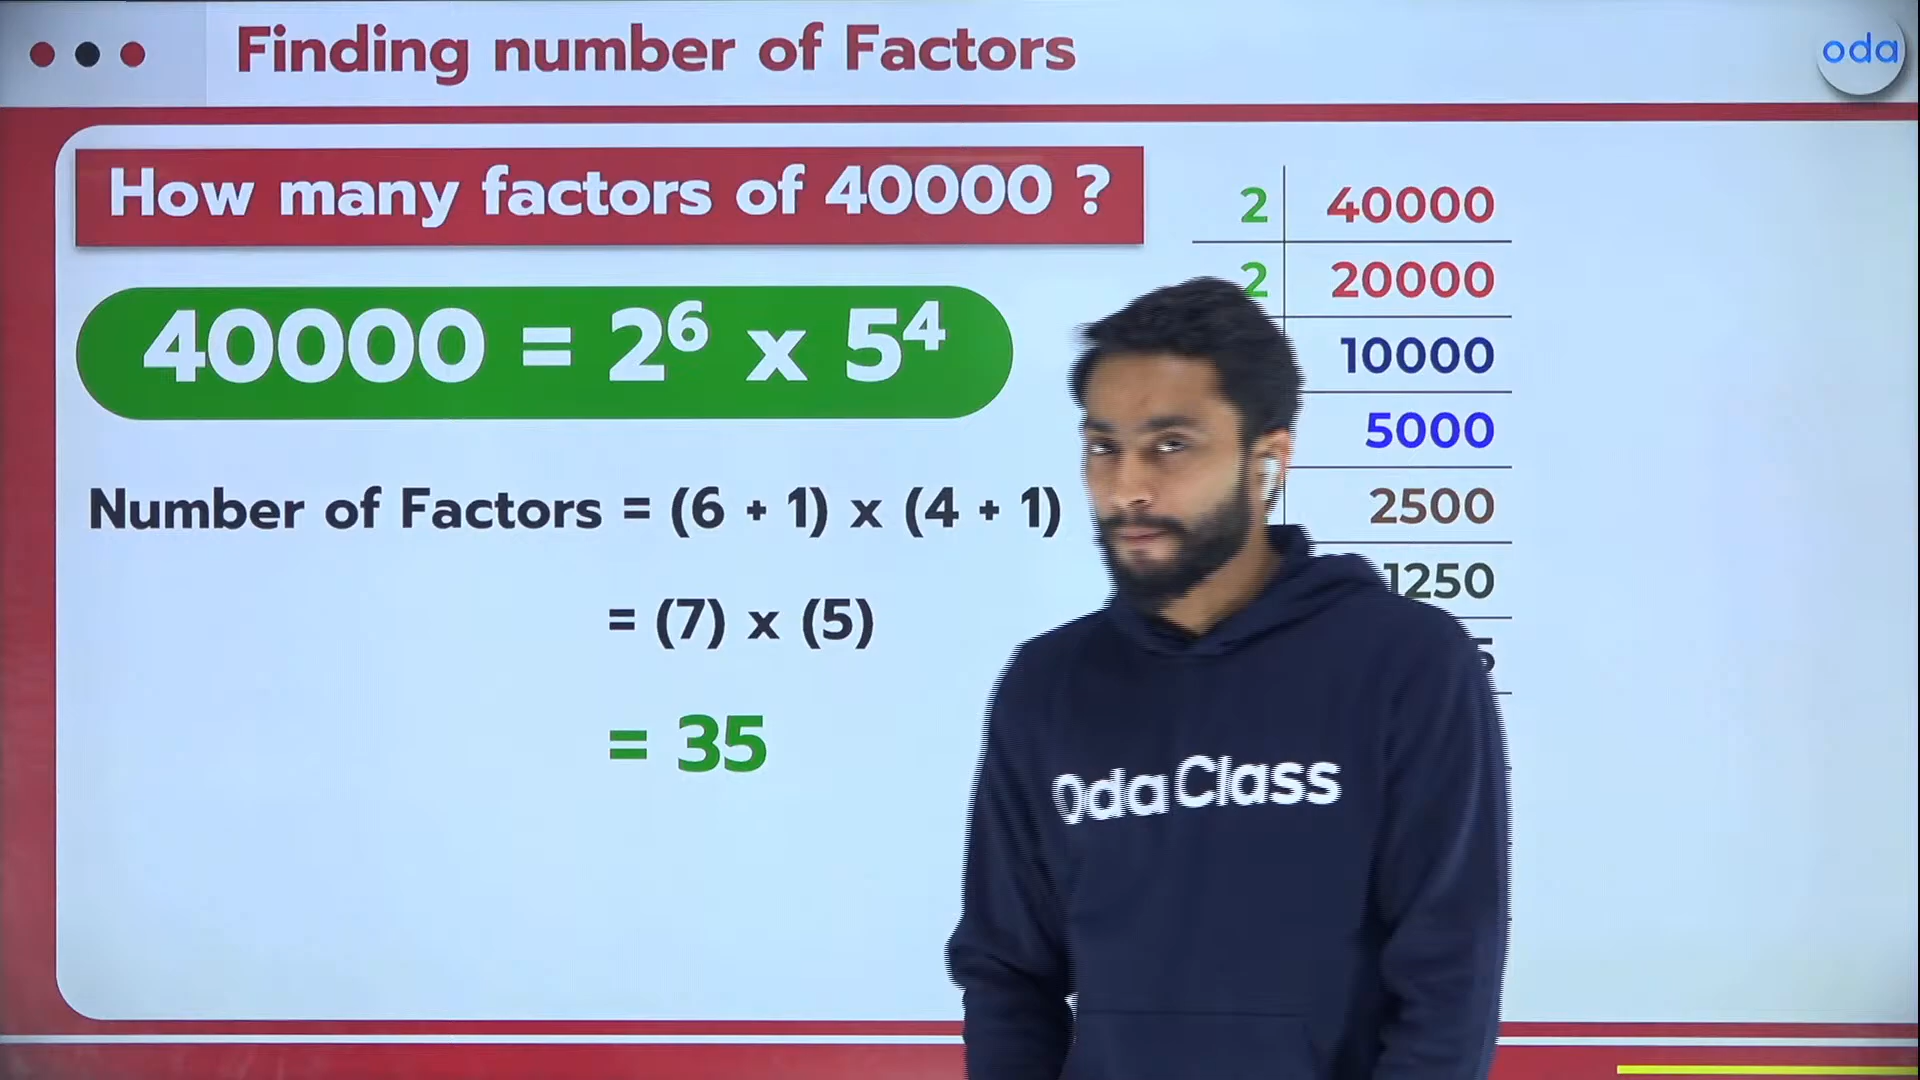 Finding number of Factors
oda
How many factors of 40000 ?
40000 = 2⁶ x 5⁴
Number of Factors = (6 + 1) x (4 + 1)
= (7) x (5)
= 35
2 40000
2 20000
10000
5000
2500
1250
5
OdaClass